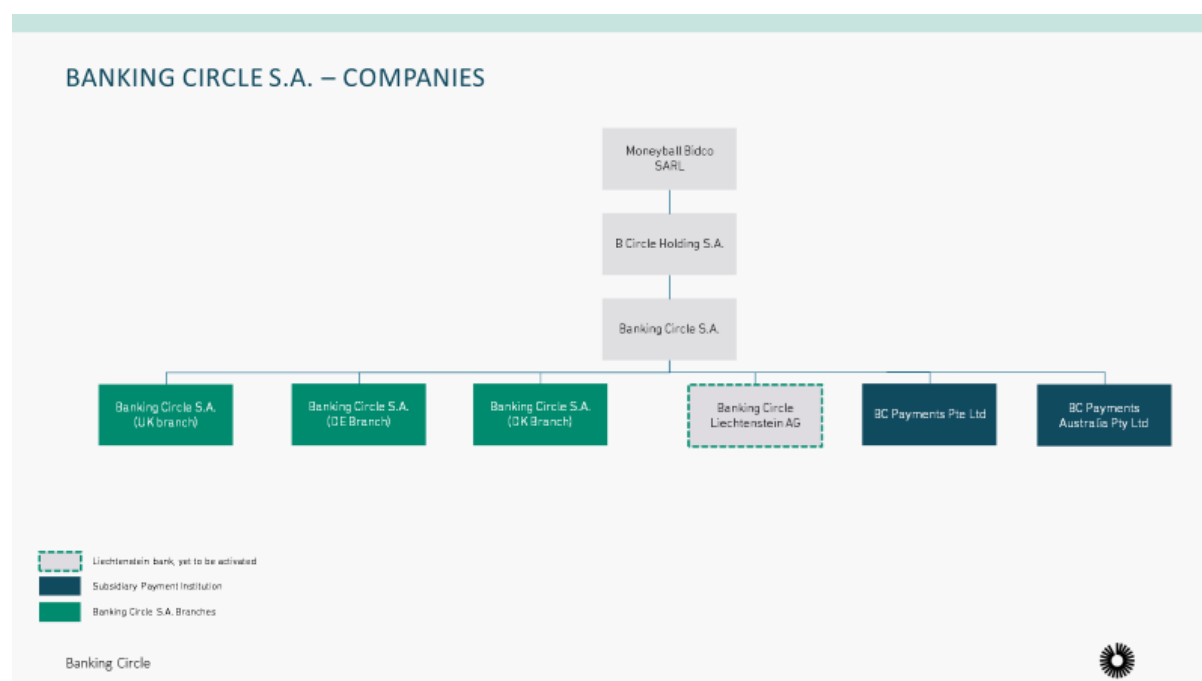 BANKING CIRCLE S.A. – COMPANIES
Moneyball Bidco
SARL
B Circle Holding S.A.
Banking Circle S.A.
Banking Circle S.A.
(UK branch)
Banking Circle S.A.
(DE Branch)
Banking Circle S.A.
(DK Branch)
Banking Circle
Liechtenstein AG
BC Payments Pte Ltd
BC Payments
Australia Pty Ltd
Liechtenstein bank, yet to be activated
Subsidiary Payment Institution
Banking Circle S.A. Branches
Banking Circle